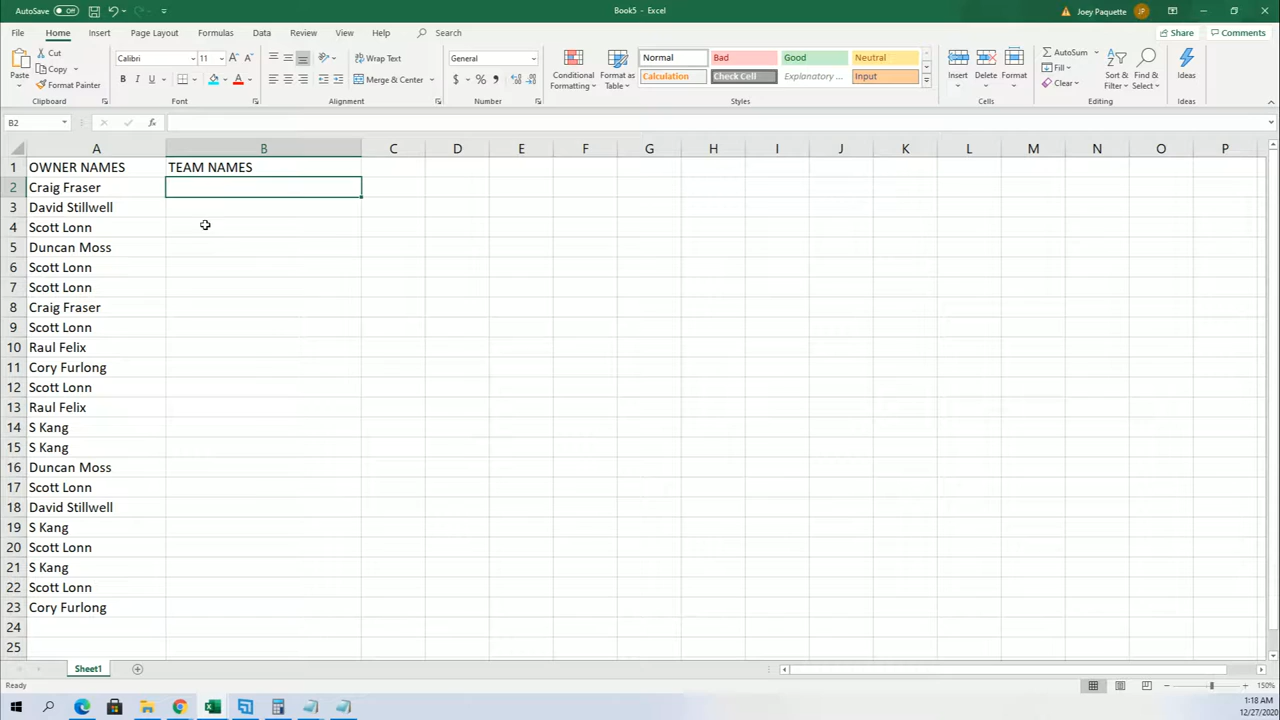 AutoSave Off
Book5 - Excel
Joey Paquette JP
File Home Insert Page Layout Formulas Data Review View Help Search
Share Comments
Paste
Cut
Copy
Format Painter
Clipboard
Calibri 11
B I U
Font
Wrap Text
Merge & Center
Alignment
General
$ %
Number
Conditional Formatting
Format as Table
Normal Bad Good Neutral
Calculation Check Cell Explanatory ... Input
Styles
Insert Delete Format
Cells
AutoSum
Fill
Clear
Sort & Filter
Find & Select
Editing
Ideas
Ideas
B2 fx
A B C D E F G H I J K L M N O P
1 OWNER NAMES TEAM NAMES
2 Craig Fraser
3 David Stillwell
4 Scott Lonn
5 Duncan Moss
6 Scott Lonn
7 Scott Lonn
8 Craig Fraser
9 Scott Lonn
10 Raul Felix
11 Cory Furlong
12 Scott Lonn
13 Raul Felix
14 S Kang
15 S Kang
16 Duncan Moss
17 Scott Lonn
18 David Stillwell
19 S Kang
20 Scott Lonn
21 S Kang
22 Scott Lonn
23 Cory Furlong
24
25
Sheet1
Ready
150%
1:18 AM
12/27/2020